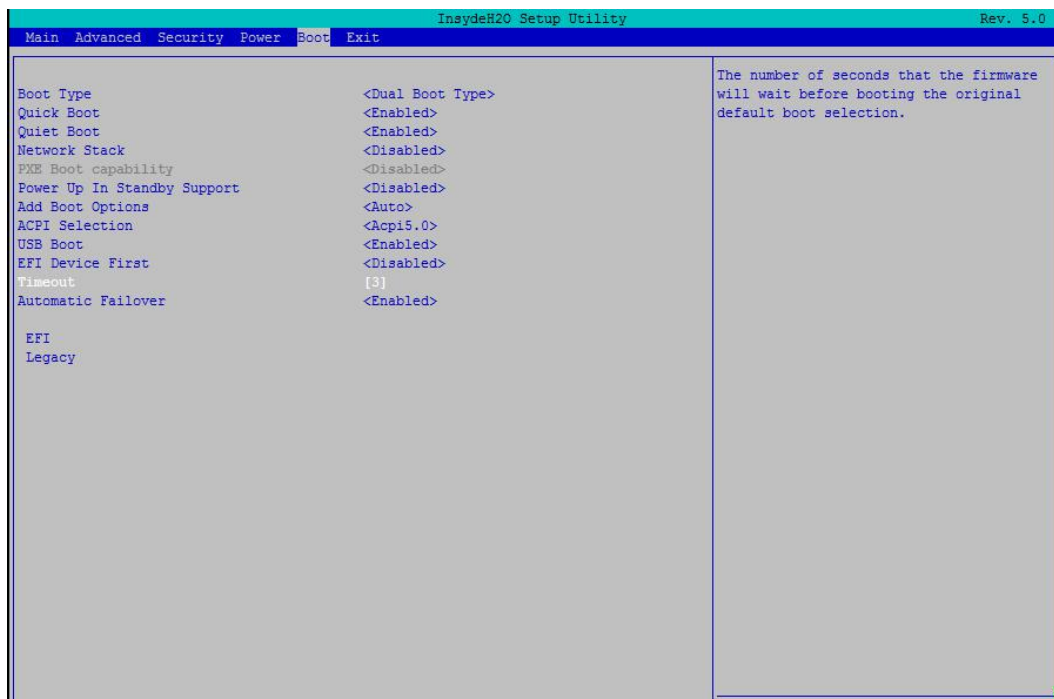 InsydeH20 Setup Utility Rev. 5.0
Main Advanced Security Power Boot Exit
Boot Type <Dual Boot Type>
Quick Boot <Enabled>
Quiet Boot <Enabled>
Network Stack <Disabled>
PXE Boot capability <Disabled>
Power Up In Standby Support <Disabled>
Add Boot Options <Auto>
ACPI Selection <Acpi5.0>
USB Boot <Enabled>
EFI Device First <Disabled>
Timeout [3]
Automatic Failover <Enabled>
EFI
Legacy
The number of seconds that the firmware
will wait before booting the original
default boot selection.